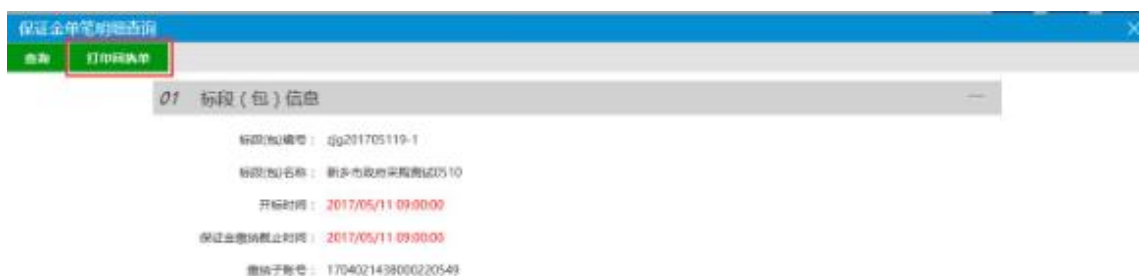 保证金单笔明细查询
查询 打印回执单
01 标段（包）信息
标段(包)编号： zjg201705119-1
标段(包)名称： 新乡市政府采购测试0510
开标时间： 2017/05/11 09:00:00
保证金缴纳截止时间： 2017/05/11 09:00:00
缴纳子账号： 1704021438000220549